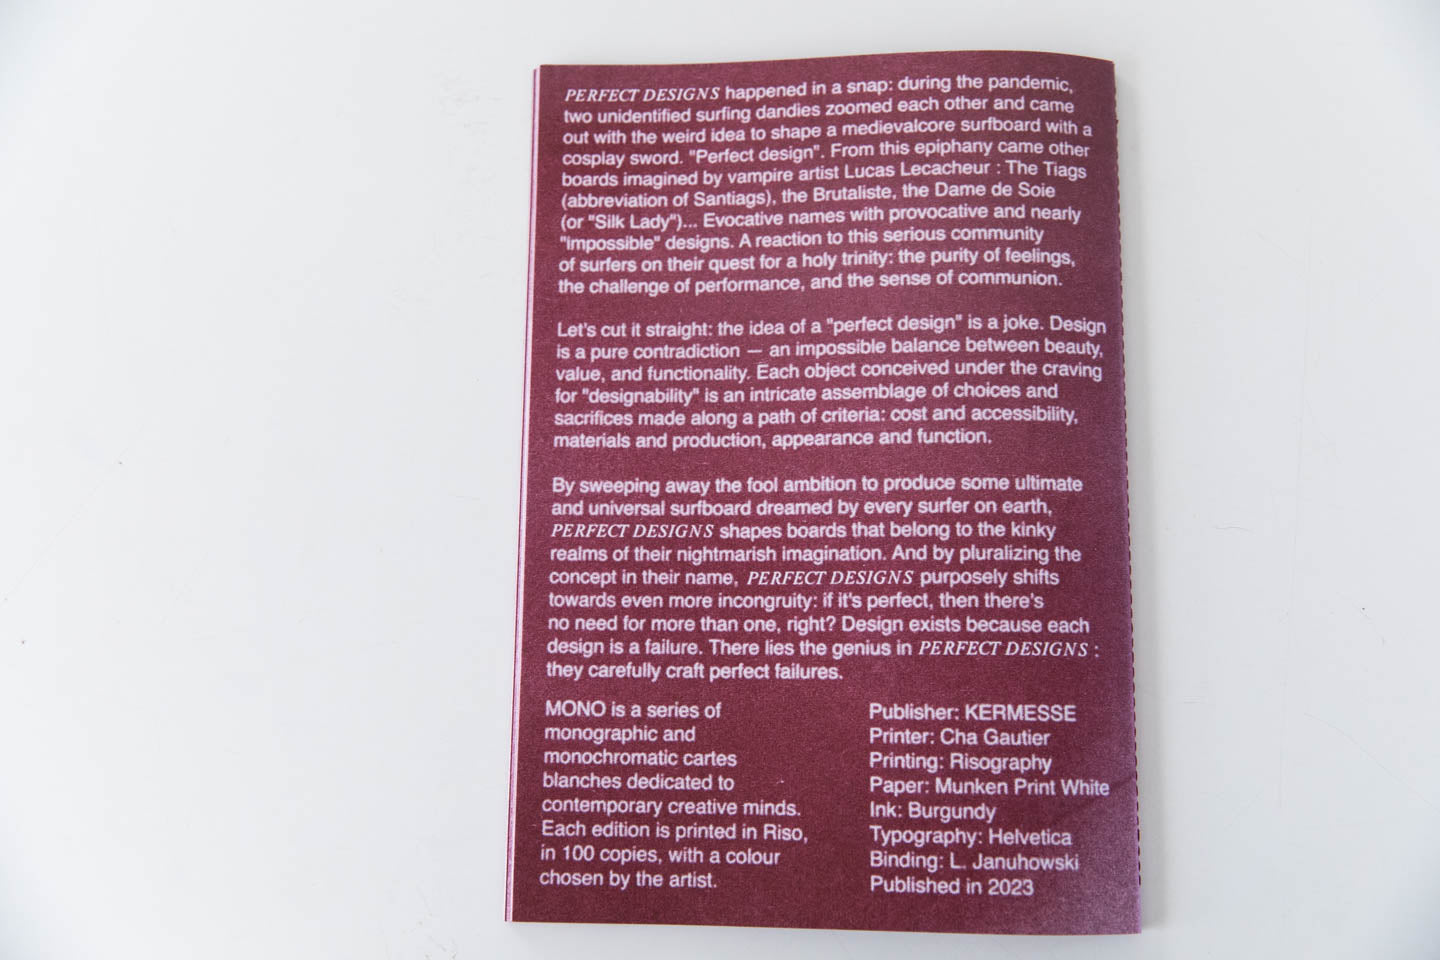 PERFECT DESIGNS happened in a snap: during the pandemic,
two unidentified surfing dandies zoomed each other and came
out with the weird idea to shape a medievalcore surfboard with a
cosplay sword. "Perfect design". From this epiphany came other
boards imagined by vampire artist Lucas Lecacheur : The Tiags
(abbreviation of Santiags), the Brutaliste, the Dame de Soie
(or "Silk Lady")... Evocative names with provocative and nearly
"impossible" designs. A reaction to this serious community
of surfers on their quest for a holy trinity: the purity of feelings,
the challenge of performance, and the sense of communion.
Let's cut it straight: the idea of a "perfect design" is a joke. Design
is a pure contradiction — an impossible balance between beauty,
value, and functionality. Each object conceived under the craving
for "designability" is an intricate assemblage of choices and
sacrifices made along a path of criteria: cost and accessibility,
materials and production, appearance and function.
By sweeping away the fool ambition to produce some ultimate
and universal surfboard dreamed by every surfer on earth,
PERFECT DESIGNS shapes boards that belong to the kinky
realms of their nightmarish imagination. And by pluralizing the
concept in their name, PERFECT DESIGNS purposely shifts
towards even more incongruity: if it's perfect, then there's
no need for more than one, right? Design exists because each
design is a failure. There lies the genius in PERFECT DESIGNS :
they carefully craft perfect failures.
MONO is a series of
monographic and
monochromatic cartes
blanches dedicated to
contemporary creative minds.
Each edition is printed in Riso,
in 100 copies, with a colour
chosen by the artist.
Publisher: KERMESSE
Printer: Cha Gautier
Printing: Risography
Paper: Munken Print White
Ink: Burgundy
Typography: Helvetica
Binding: L. Januhowski
Published in 2023